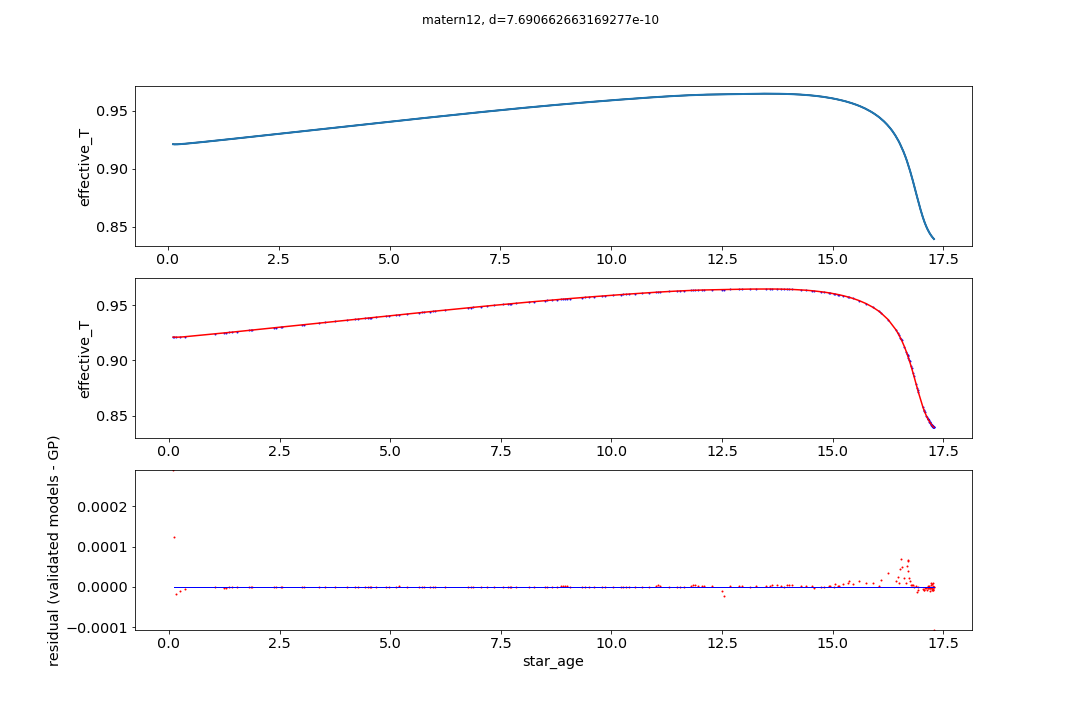 matern12, d=7.690662663169277e-10
effective_T
0.95
0.90
0.85
0.0 2.5 5.0 7.5 10.0 12.5 15.0 17.5
effective_T
0.95
0.90
0.85
0.0 2.5 5.0 7.5 10.0 12.5 15.0 17.5
residual (validated models - GP)
0.0002
0.0001
0.0000
−0.0001
0.0 2.5 5.0 7.5 10.0 12.5 15.0 17.5
star_age